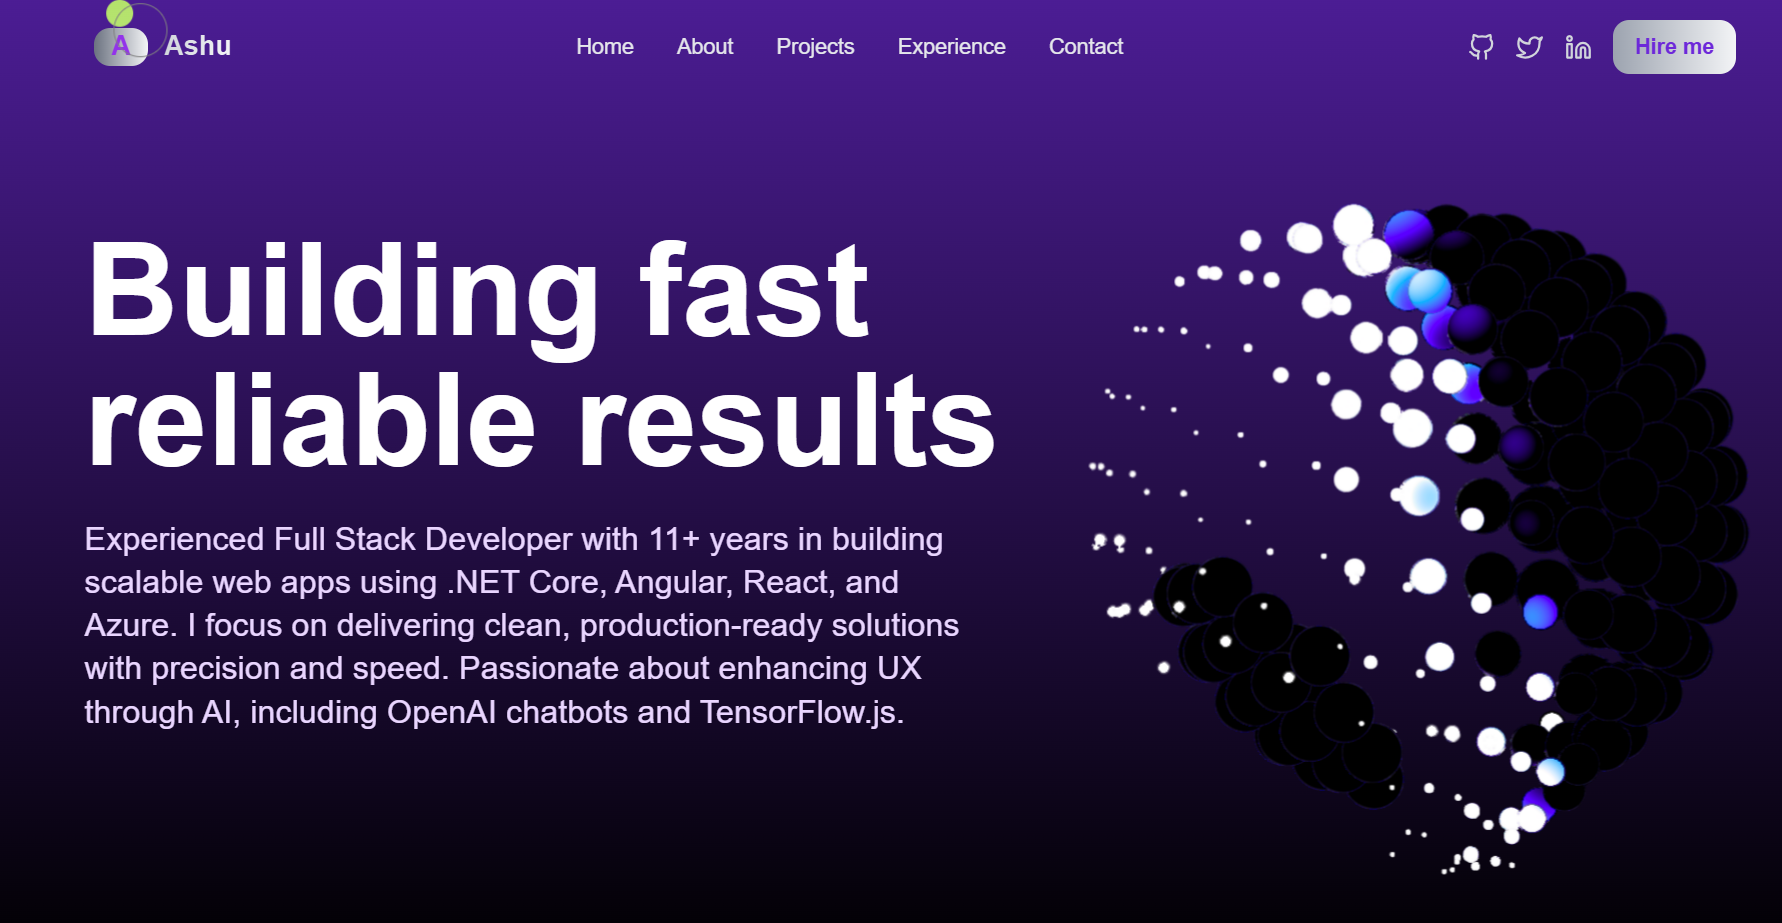 A Ashu Home About Projects Experience Contact Hire me
Building fast
reliable results
Experienced Full Stack Developer with 11+ years in building
scalable web apps using .NET Core, Angular, React, and
Azure. I focus on delivering clean, production-ready solutions
with precision and speed. Passionate about enhancing UX
through AI, including OpenAI chatbots and TensorFlow.js.